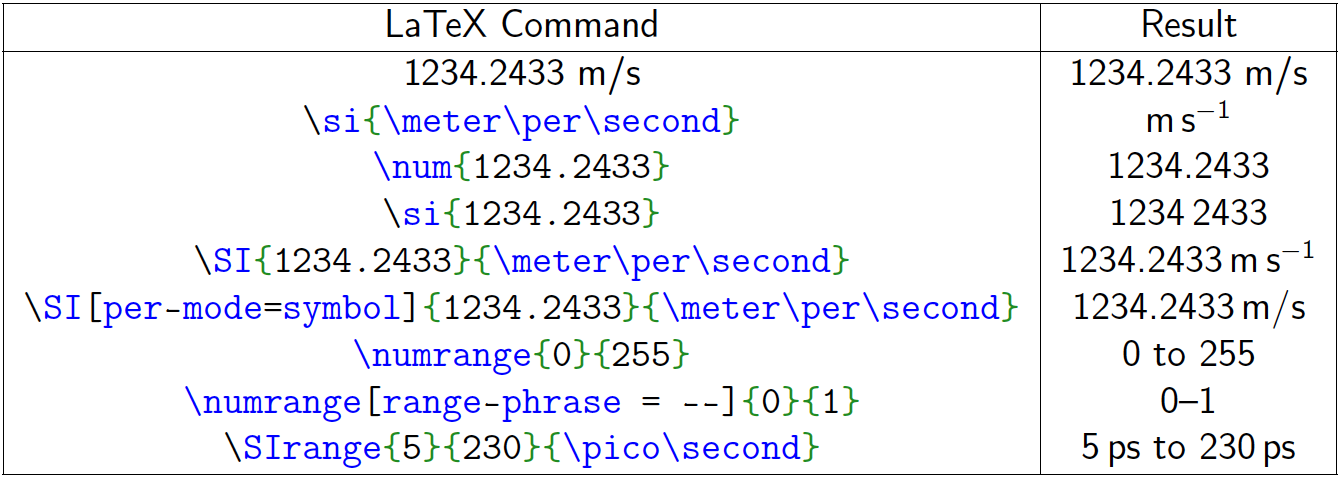 LaTeX Command Result
1234.2433 m/s 1234.2433 m/s
\si{\meter\per\second} m s⁻¹
\num{1234.2433} 1234.2433
\si{1234.2433} 1234 2433
\SI{1234.2433}{\meter\per\second} 1234.2433 m s⁻¹
\SI[per-mode=symbol]{1234.2433}{\meter\per\second} 1234.2433 m/s
\numrange{0}{255} 0 to 255
\numrange[range-phrase = --]{0}{1} 0–1
\SIrange{5}{230}{\pico\second} 5 ps to 230 ps